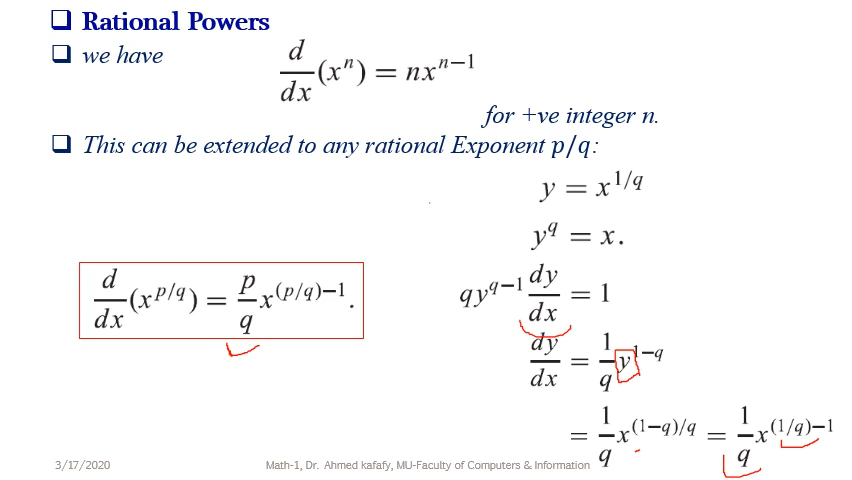 ❑ Rational Powers
❑ we have d/dx (xⁿ) = nxⁿ⁻¹
for +ve integer n.
❑ This can be extended to any rational Exponent p/q:
y = x^{1/q}
y^q = x.
d/dx (x^{p/q}) = p/q x^{(p/q)−1}.
qy^{q−1} dy/dx = 1
dy/dx = 1/q y^{1−q}
= 1/q x^{(1−q)/q} = 1/q x^{(1/q)−1}
3/17/2020 Math-1, Dr. Ahmed kafafy, MU-Faculty of Computers & Information